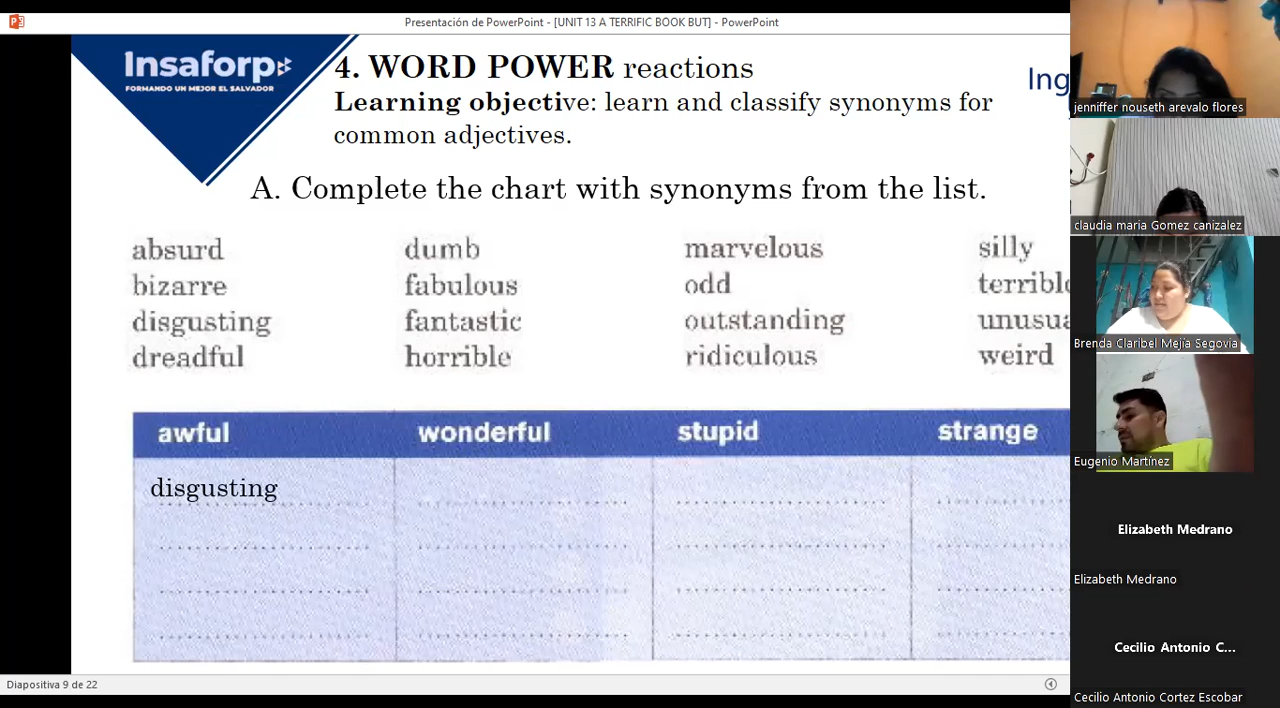 Presentación de PowerPoint - [UNIT 13 A TERRIFIC BOOK BUT] - PowerPoint
Insaforp
FORMANDO UN MEJOR EL SALVADOR
4. WORD POWER reactions
Learning objective: learn and classify synonyms for
common adjectives.
Ing
A. Complete the chart with synonyms from the list.
absurd dumb marvelous silly
bizarre fabulous odd terrible
disgusting fantastic outstanding unusua
dreadful horrible ridiculous weird
awful wonderful stupid strange
disgusting
Diapositiva 9 de 22
jenniffer nouseth arevalo flores
claudia maria Gomez canizalez
Brenda Claribel Mejía Segovia
Eugenio Martínez
Elizabeth Medrano
Elizabeth Medrano
Cecilio Antonio C...
Cecilio Antonio Cortez Escobar